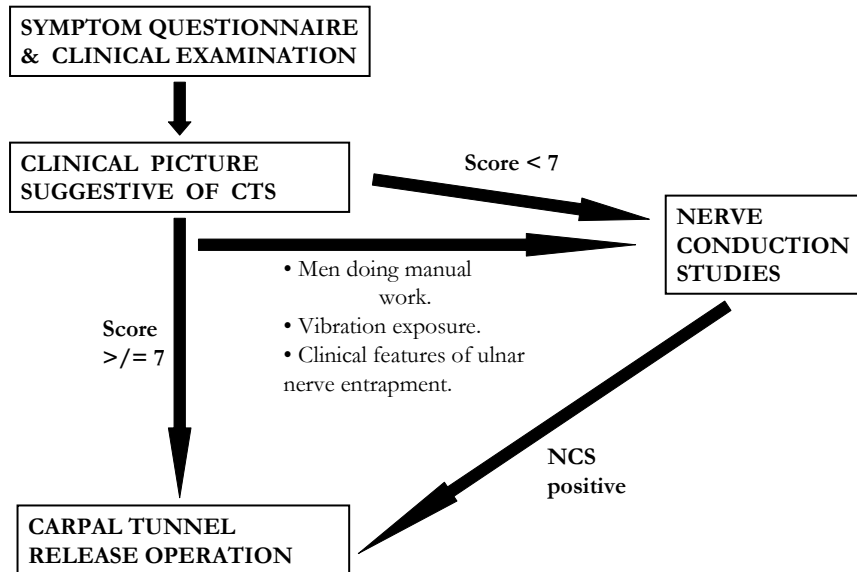 SYMPTOM QUESTIONNAIRE
& CLINICAL EXAMINATION
CLINICAL PICTURE
SUGGESTIVE OF CTS
Score < 7
NERVE
CONDUCTION
STUDIES
• Men doing manual
work.
• Vibration exposure.
• Clinical features of ulnar
nerve entrapment.
Score
>/= 7
NCS
positive
CARPAL TUNNEL
RELEASE OPERATION